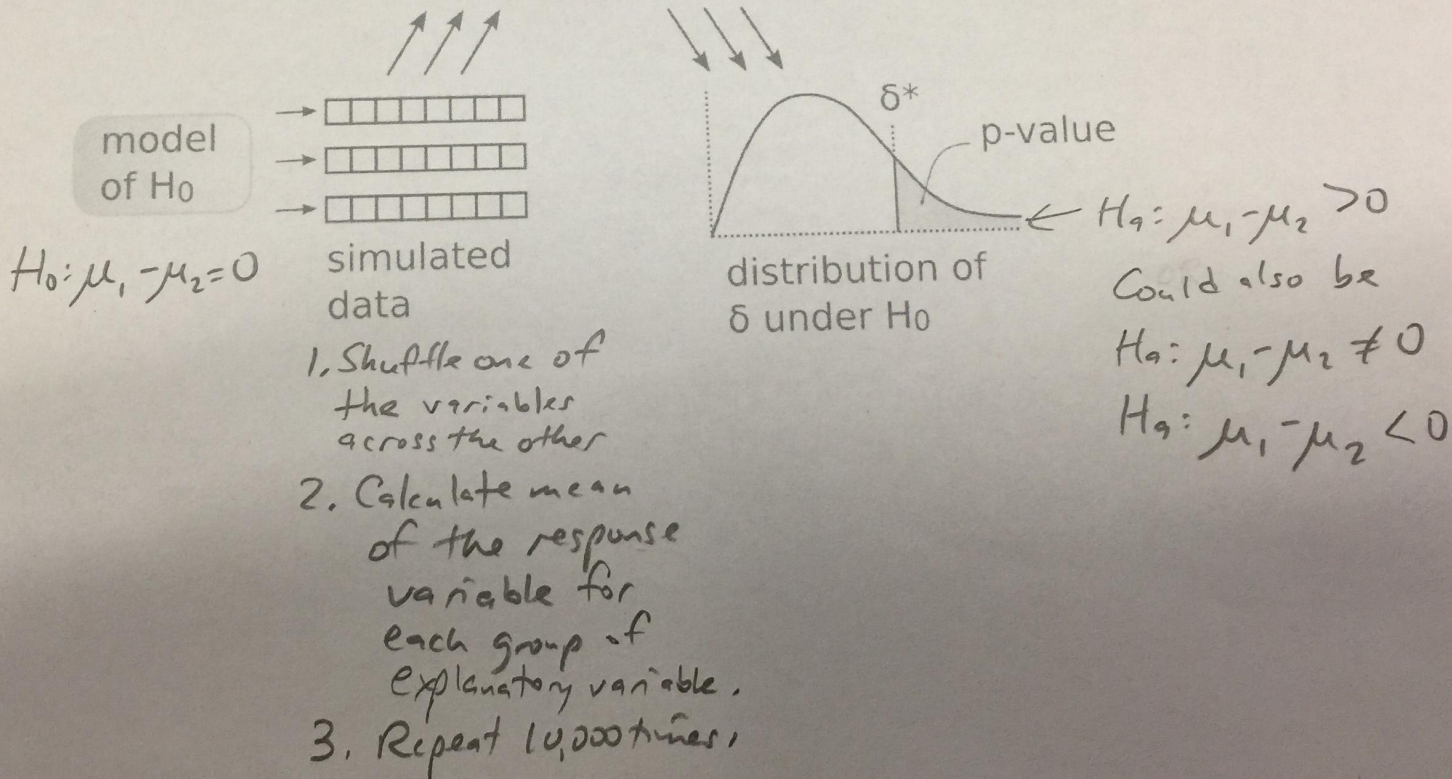 model
of H0
H0: μ1 - μ2 = 0
simulated
data
1. Shuffle one of
the variables
across the other
2. Calculate mean
of the response
variable for
each group of
explanatory variable.
3. Repeat 10,000 times.
δ*
p-value
distribution of
δ under H0
Ha: μ1 - μ2 > 0
Could also be
Ha: μ1 - μ2 ≠ 0
Ha: μ1 - μ2 < 0